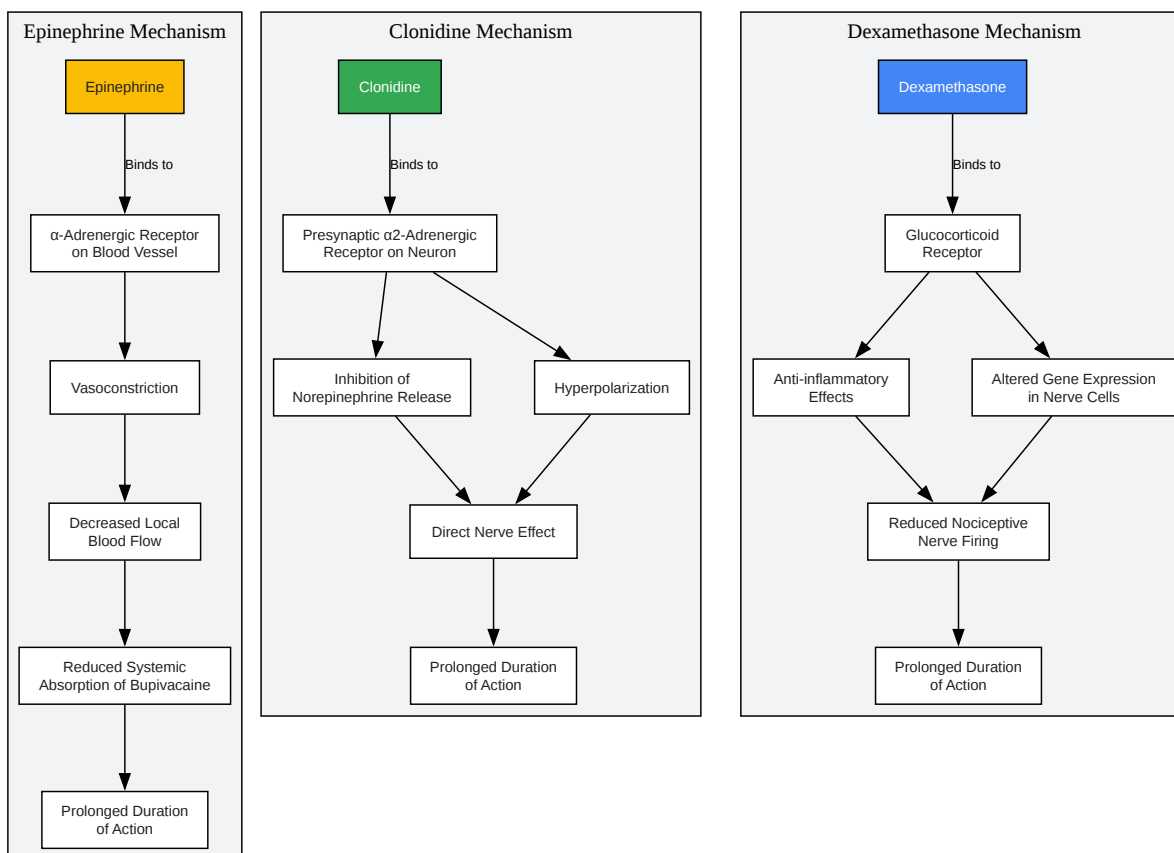 Epinephrine Mechanism
Epinephrine
Binds to
α-Adrenergic Receptor
on Blood Vessel
Vasoconstriction
Decreased Local
Blood Flow
Reduced Systemic
Absorption of Bupivacaine
Prolonged Duration
of Action
Clonidine Mechanism
Clonidine
Binds to
Presynaptic α2-Adrenergic
Receptor on Neuron
Inhibition of
Norepinephrine Release
Hyperpolarization
Direct Nerve Effect
Prolonged Duration
of Action
Dexamethasone Mechanism
Dexamethasone
Binds to
Glucocorticoid
Receptor
Anti-inflammatory
Effects
Altered Gene Expression
in Nerve Cells
Reduced Nociceptive
Nerve Firing
Prolonged Duration
of Action